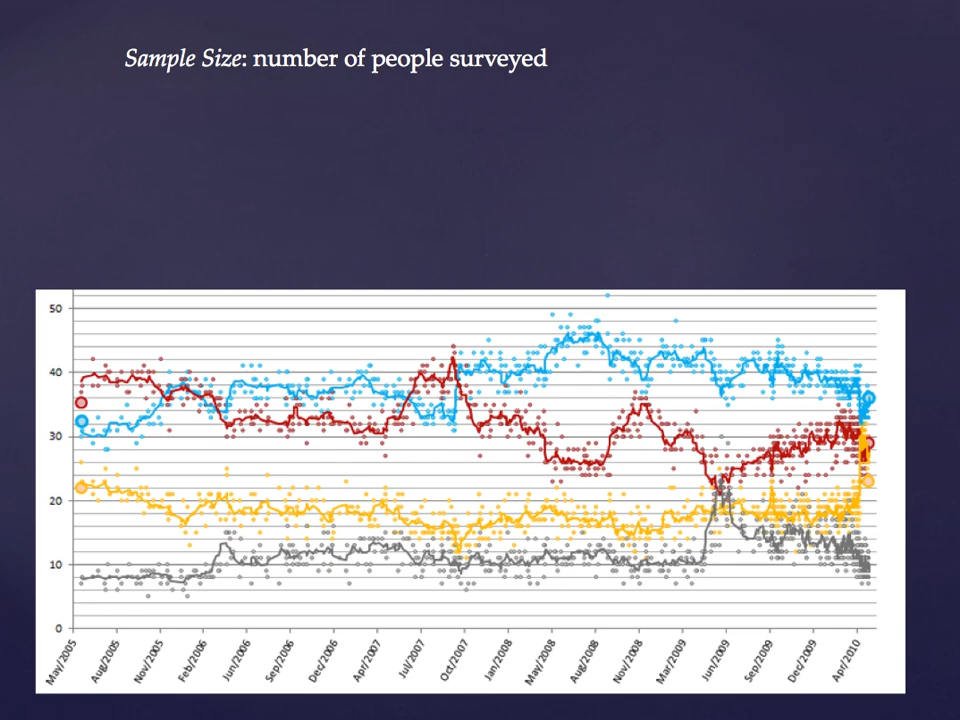 Sample Size: number of people surveyed
50
40
30
20
10
0
May/2005
Aug/2005
Nov/2005
Feb/2006
Jun/2006
Sep/2006
Dec/2006
Apr/2007
Jul/2007
Oct/2007
Jan/2008
May/2008
Aug/2008
Nov/2008
Mar/2009
Jun/2009
Sep/2009
Dec/2009
Apr/2010